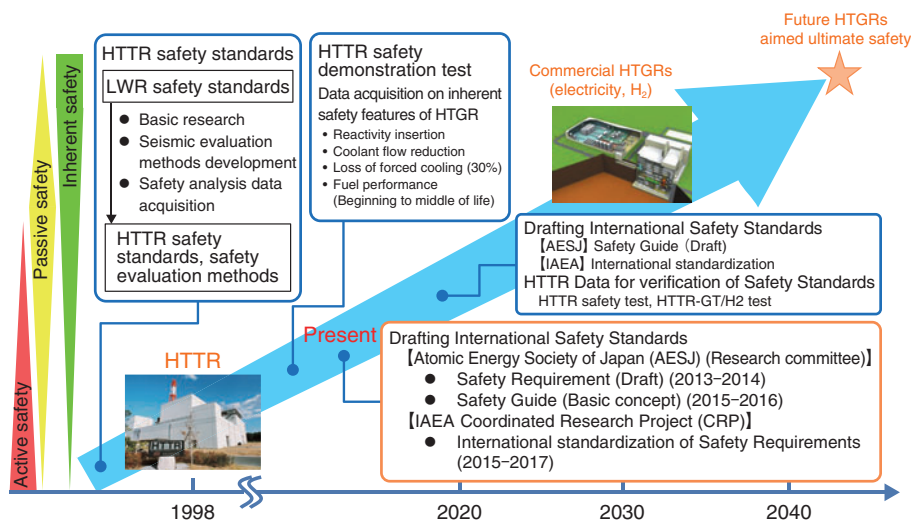 Future HTGRs
aimed ultimate safety
Commercial HTGRs
(electricity, H₂)
Active safety
Passive safety
Inherent safety
HTTR safety standards
LWR safety standards
● Basic research
● Seismic evaluation
methods development
● Safety analysis data
acquisition
HTTR safety
standards, safety
evaluation methods
HTTR safety
demonstration test
Data acquisition on inherent
safety features of HTGR
• Reactivity insertion
• Coolant flow reduction
• Loss of forced cooling (30%)
• Fuel performance
(Beginning to middle of life)
Drafting International Safety Standards
【AESJ】Safety Guide (Draft)
【IAEA】International standardization
HTTR Data for verification of Safety Standards
HTTR safety test, HTTR-GT/H2 test
HTTR
HTTR
Present
Drafting International Safety Standards
【Atomic Energy Society of Japan (AESJ) (Research committee)】
● Safety Requirement (Draft) (2013–2014)
● Safety Guide (Basic concept) (2015–2016)
【IAEA Coordinated Research Project (CRP)】
● International standardization of Safety Requirements
(2015–2017)
1998
2020
2030
2040